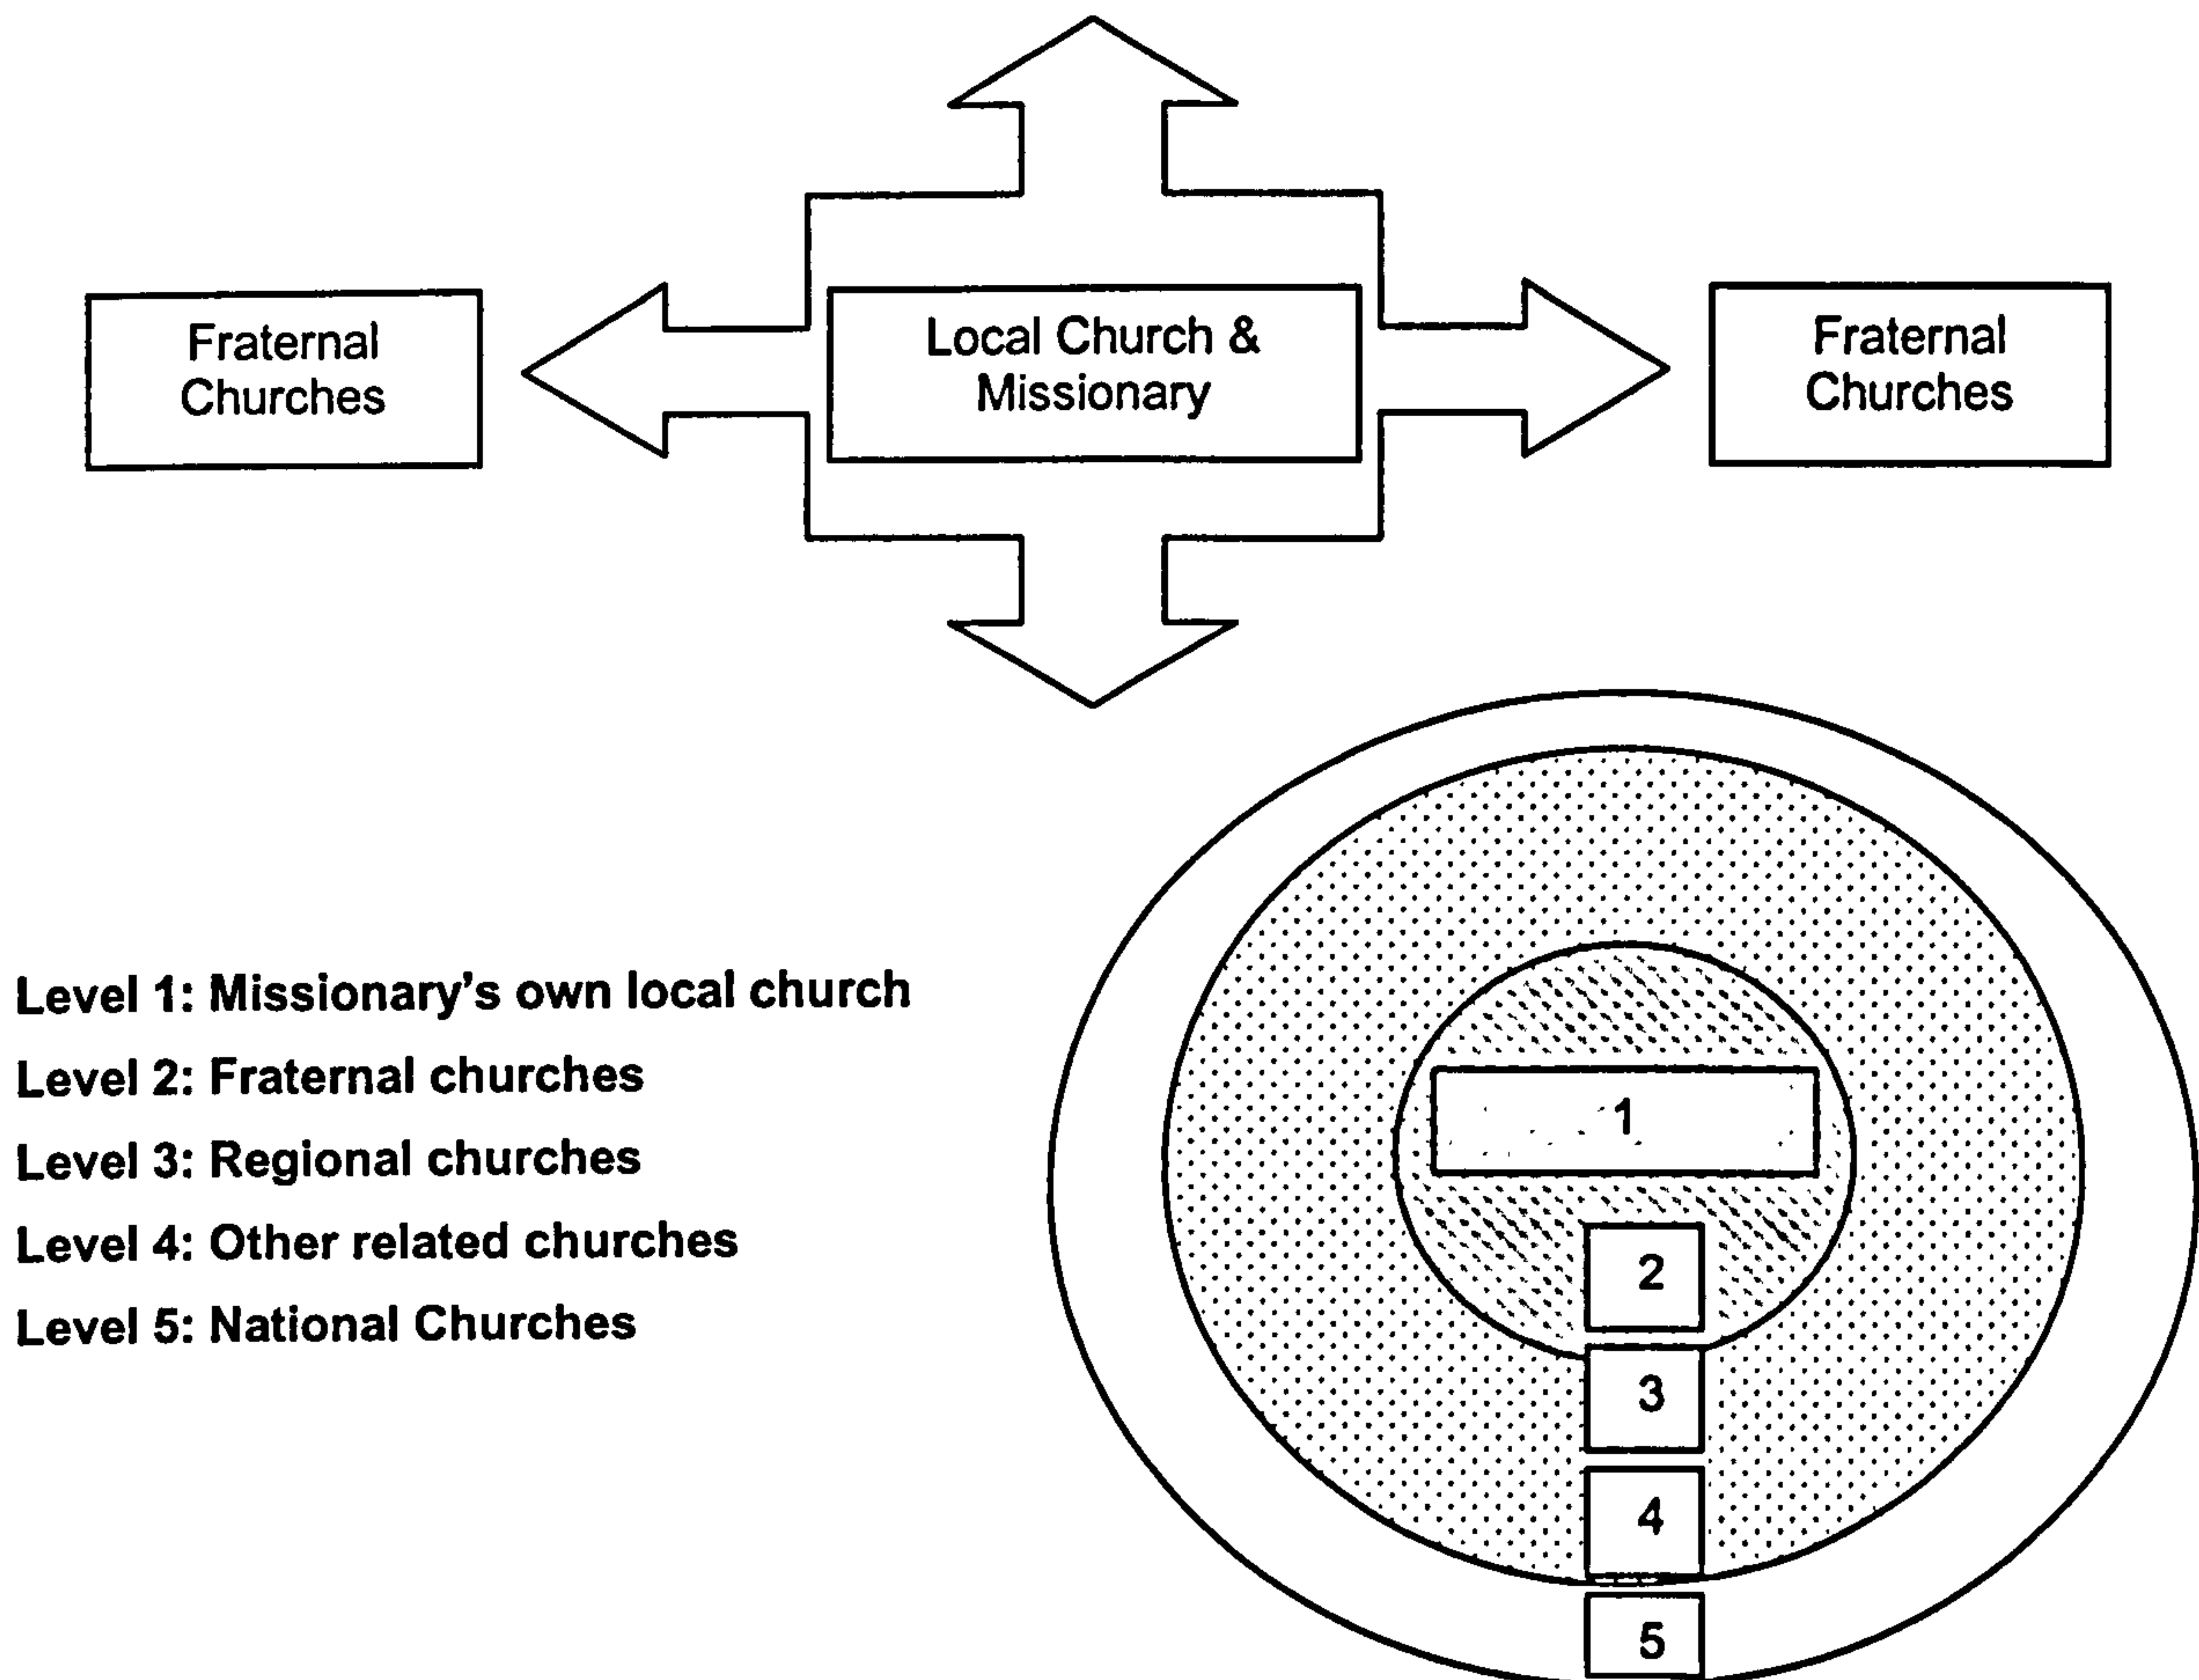 Fraternal
Churches
Local Church &
Missionary
Fraternal
Churches
Level 1: Missionary's own local church
Level 2: Fraternal churches
Level 3: Regional churches
Level 4: Other related churches
Level 5: National Churches
1
2
3
4
5